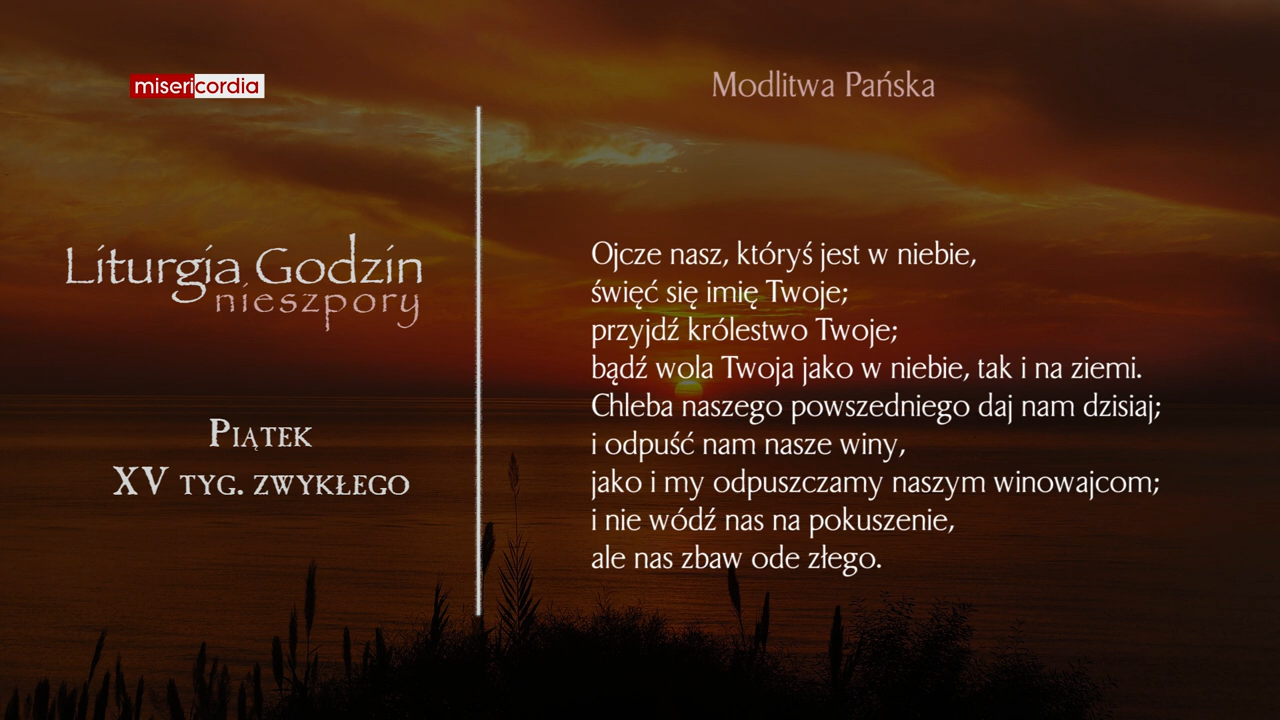 misericordia
Liturgia Godzin
nieszpory
Piątek
XV tyg. zwykłego
Modlitwa Pańska
Ojcze nasz, któryś jest w niebie,
święć się imię Twoje;
przyjdź królestwo Twoje;
bądź wola Twoja jako w niebie, tak i na ziemi.
Chleba naszego powszedniego daj nam dzisiaj;
i odpuść nam nasze winy,
jako i my odpuszczamy naszym winowajcom;
i nie wódź nas na pokuszenie,
ale nas zbaw ode złego.